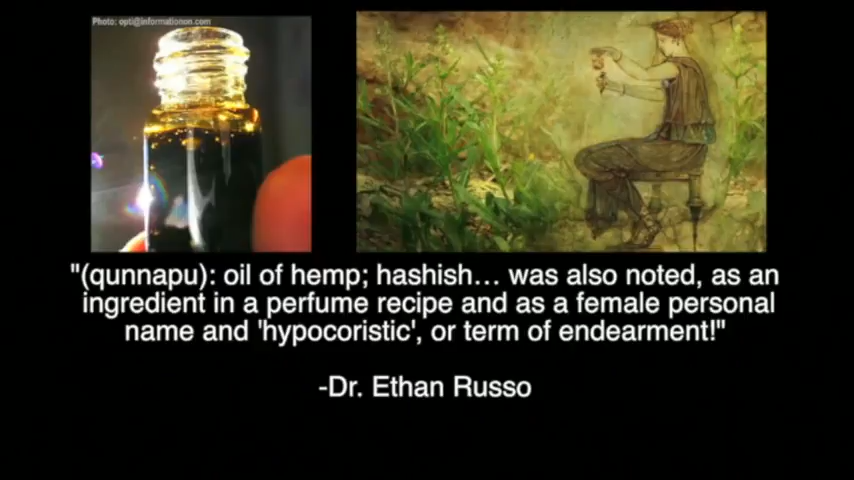 Photo: opti@informationon.com
"(qunnapu): oil of hemp; hashish... was also noted, as an
ingredient in a perfume recipe and as a female personal
name and 'hypocoristic', or term of endearment!"
-Dr. Ethan Russo